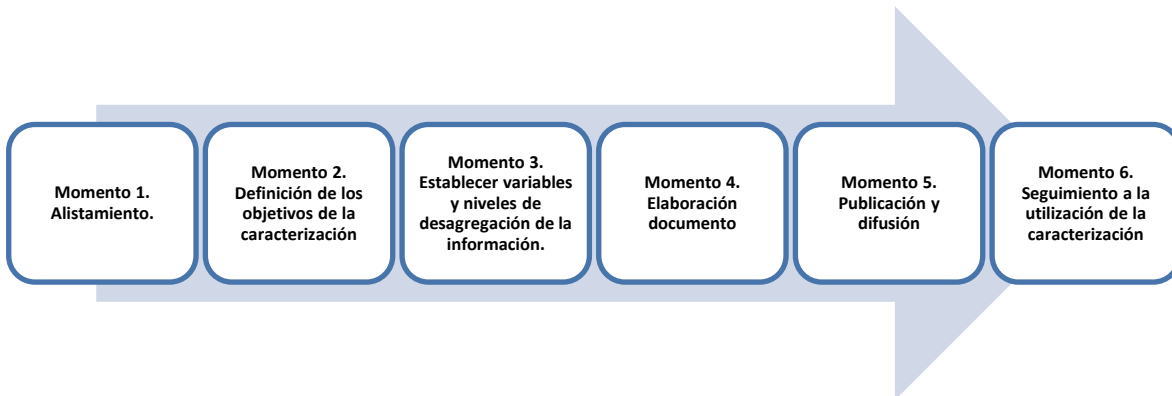 Momento 1.
Alistamiento.
Momento 2.
Definición de los
objetivos de la
caracterización
Momento 3.
Establecer variables
y niveles de
desagregación de la
información.
Momento 4.
Elaboración
documento
Momento 5.
Publicación y
difusión
Momento 6.
Seguimiento a la
utilización de la
caracterización